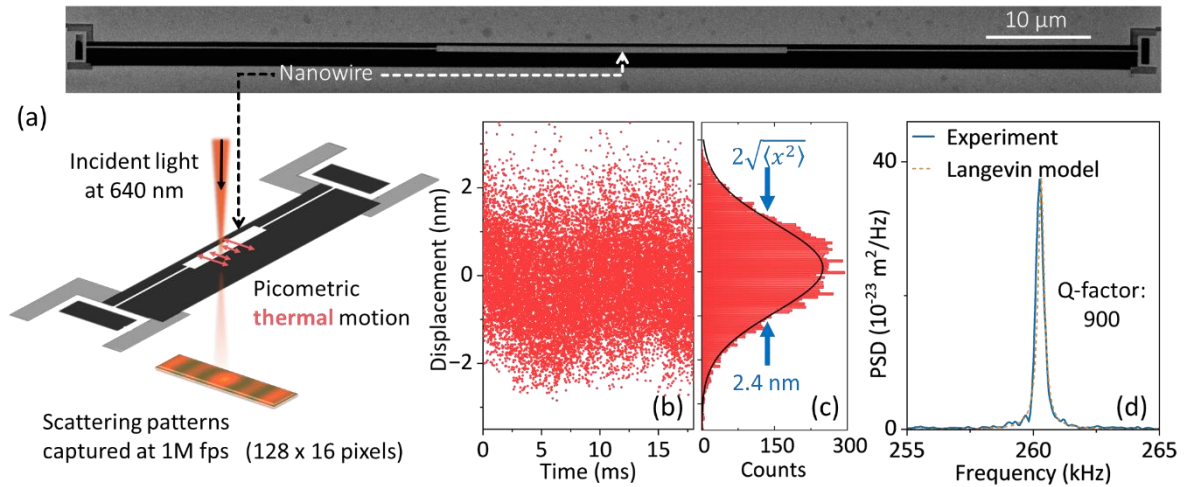 10 μm
Nanowire
(a)
Incident light
at 640 nm
Picometric
thermal motion
Scattering patterns
captured at 1M fps (128 x 16 pixels)
Displacement (nm)
2
0
−2
0
5
10
15
Time (ms)
(b)
2√⟨x²⟩
2.4 nm
(c)
0
150
300
Counts
PSD (10⁻²³ m²/Hz)
40
0
Experiment
Langevin model
Q-factor:
900
(d)
255
260
265
Frequency (kHz)